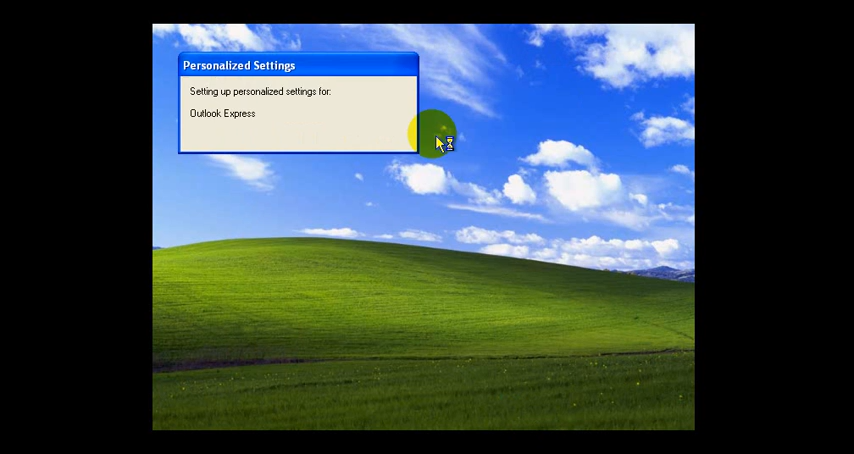 Personalized Settings
Setting up personalized settings for:
Outlook Express